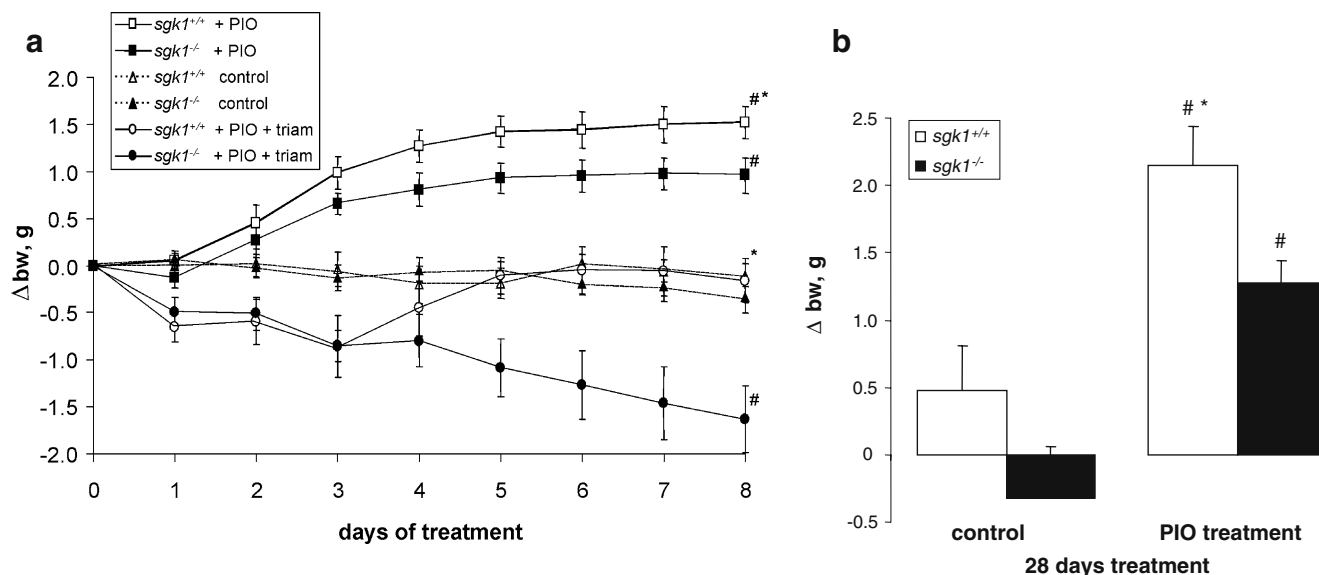 a
sgk1+/+ + PIO
sgk1-/- + PIO
sgk1+/+ control
sgk1-/- control
sgk1+/+ + PIO + triam
sgk1-/- + PIO + triam
Δ bw, g
2.0
1.5
1.0
0.5
0.0
-0.5
-1.0
-1.5
-2.0
# *
#
*
#
0 1 2 3 4 5 6 7 8
days of treatment
b
sgk1+/+
sgk1-/-
Δ bw, g
2.5
2.0
1.5
1.0
0.5
0
-0.5
# *
#
control PIO treatment
28 days treatment